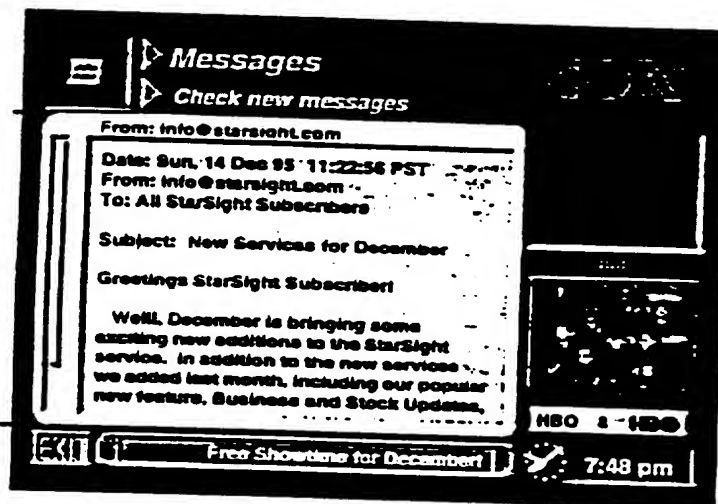 Messages
Check new messages
From: info@starsight.com
Date: Sun, 14 Dec 95 11:22:56 PST
From: info@starsight.com
To: All StarSight Subscribers
Subject: New Services for December
Greetings StarSight Subscriber!
Welll, December is bringing some
exciting new additions to the StarSight
service. In addition to the new services
we added last month, including our popular
new feature, Business and Stock Updates,
HBO
HBO
Free Showtime for December!
7:48 pm